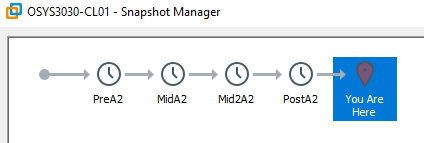 OSYS3030-CL01 - Snapshot Manager
PreA2
MidA2
Mid2A2
PostA2
You Are
Here